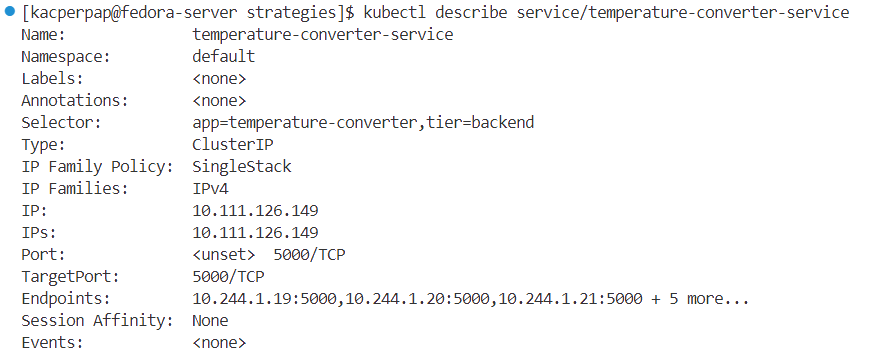 [kacperpap@fedora-server strategies]$ kubectl describe service/temperature-converter-service
Name:              temperature-converter-service
Namespace:         default
Labels:            <none>
Annotations:       <none>
Selector:          app=temperature-converter,tier=backend
Type:              ClusterIP
IP Family Policy:  SingleStack
IP Families:       IPv4
IP:                10.111.126.149
IPs:               10.111.126.149
Port:              <unset>  5000/TCP
TargetPort:        5000/TCP
Endpoints:         10.244.1.19:5000,10.244.1.20:5000,10.244.1.21:5000 + 5 more...
Session Affinity:  None
Events:            <none>